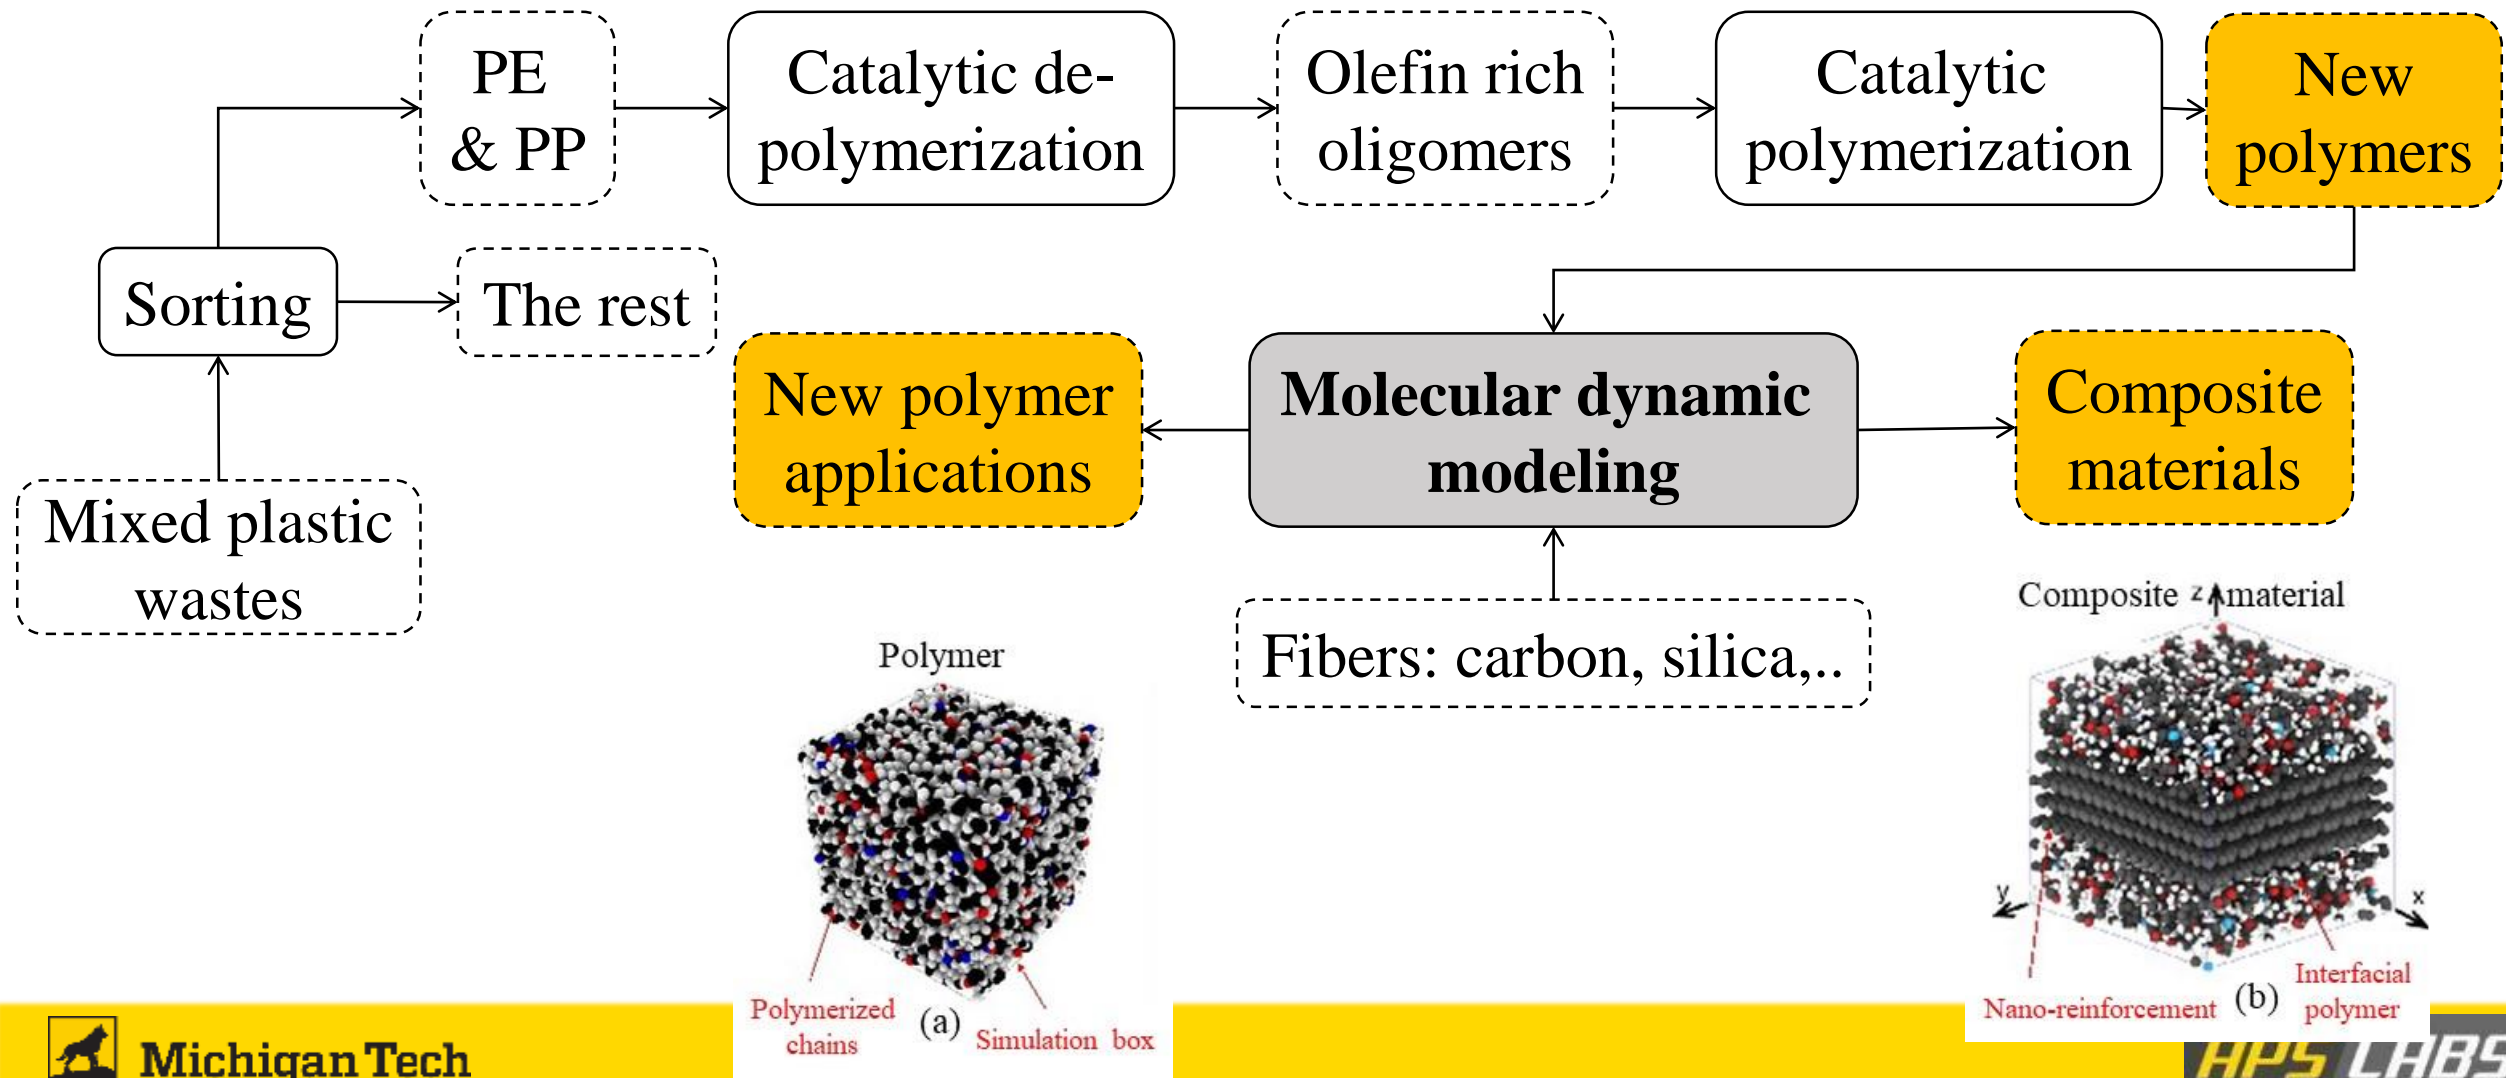 PE
& PP
Catalytic de-
polymerization
Olefin rich
oligomers
Catalytic
polymerization
New
polymers
Sorting
The rest
Mixed plastic
wastes
New polymer
applications
Molecular dynamic
modeling
Composite
materials
Fibers: carbon, silica,..
Polymer
Polymerized
chains
(a)
Simulation box
Composite z material
y
x
Nano-reinforcement
(b)
Interfacial
polymer
Michigan Tech
APS LABS